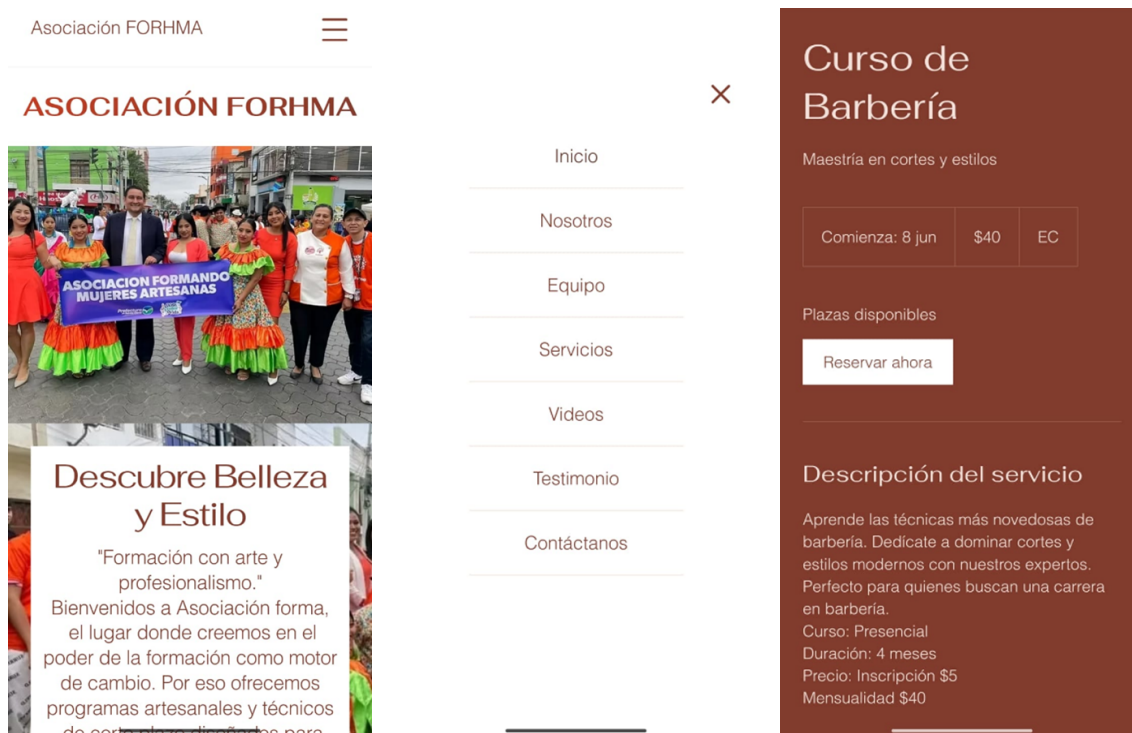 Asociación FORHMA
ASOCIACIÓN FORHMA
ASOCIACION FORMANDO
MUJERES ARTESANAS
Descubre Belleza
y Estilo
"Formación con arte y
profesionalismo."
Bienvenidos a Asociación forma,
el lugar donde creemos en el
poder de la formación como motor
de cambio. Por eso ofrecemos
programas artesanales y técnicos
de corto plazo diseñados para
Inicio
Nosotros
Equipo
Servicios
Videos
Testimonio
Contáctanos
Curso de
Barbería
Maestría en cortes y estilos
Comienza: 8 jun
$40
EC
Plazas disponibles
Reservar ahora
Descripción del servicio
Aprende las técnicas más novedosas de
barbería. Dedícate a dominar cortes y
estilos modernos con nuestros expertos.
Perfecto para quienes buscan una carrera
en barbería.
Curso: Presencial
Duración: 4 meses
Precio: Inscripción $5
Mensualidad $40